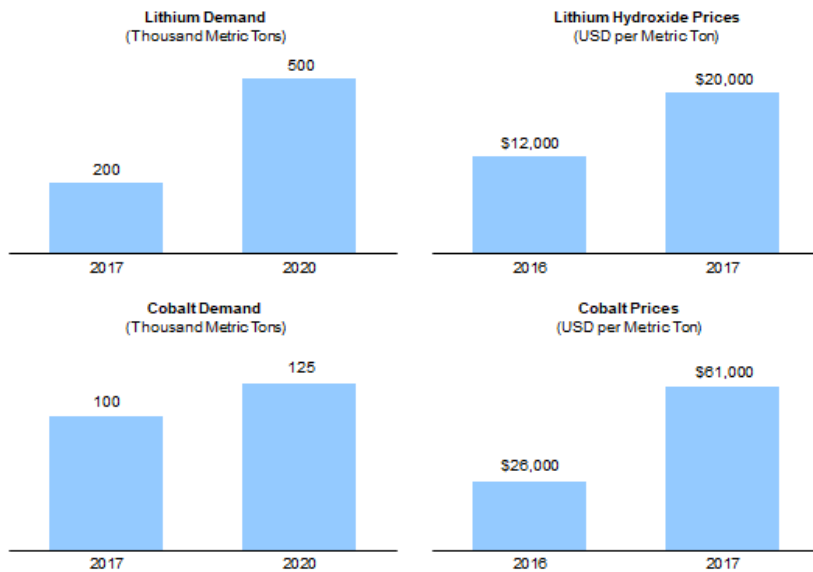 Lithium Demand
(Thousand Metric Tons)
500
200
2017 2020
Lithium Hydroxide Prices
(USD per Metric Ton)
$20,000
$12,000
2016 2017
Cobalt Demand
(Thousand Metric Tons)
125
100
2017 2020
Cobalt Prices
(USD per Metric Ton)
$61,000
$26,000
2016 2017